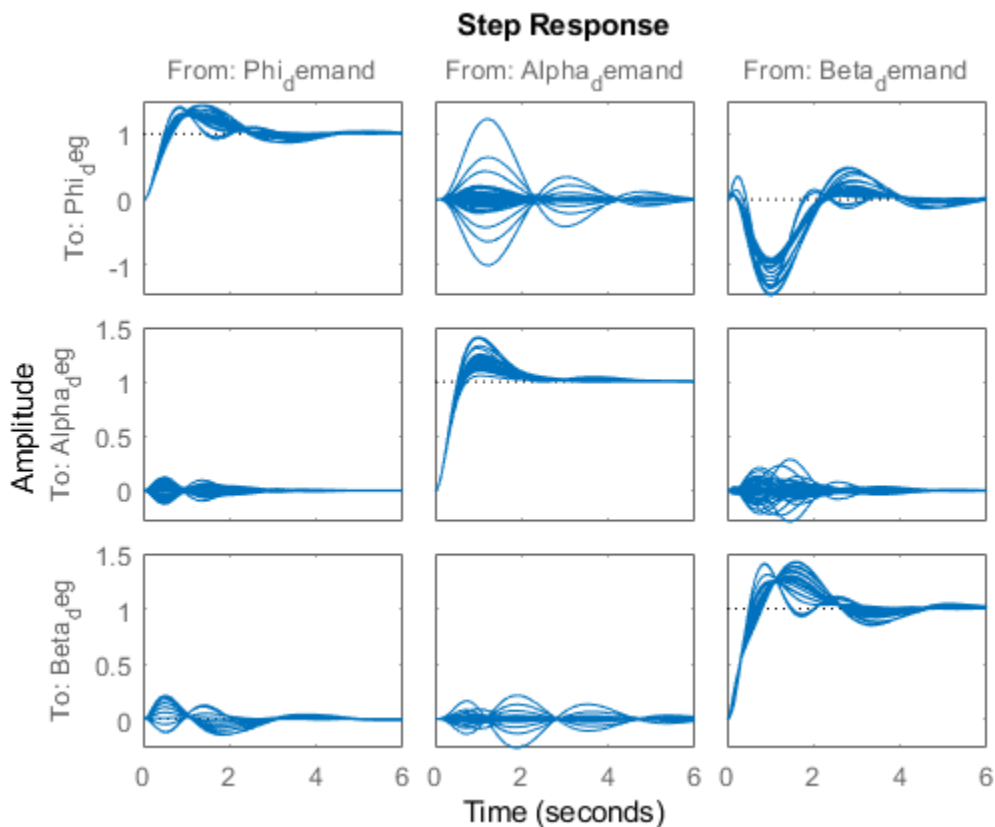 Step Response
From: Phi_demand
From: Alpha_demand
From: Beta_demand
To: Phi_deg
1
0
-1
To: Alpha_deg
1.5
1
0.5
0
To: Beta_deg
1.5
1
0.5
0
Amplitude
0 2 4 6
0 2 4 6
0 2 4 6
Time (seconds)